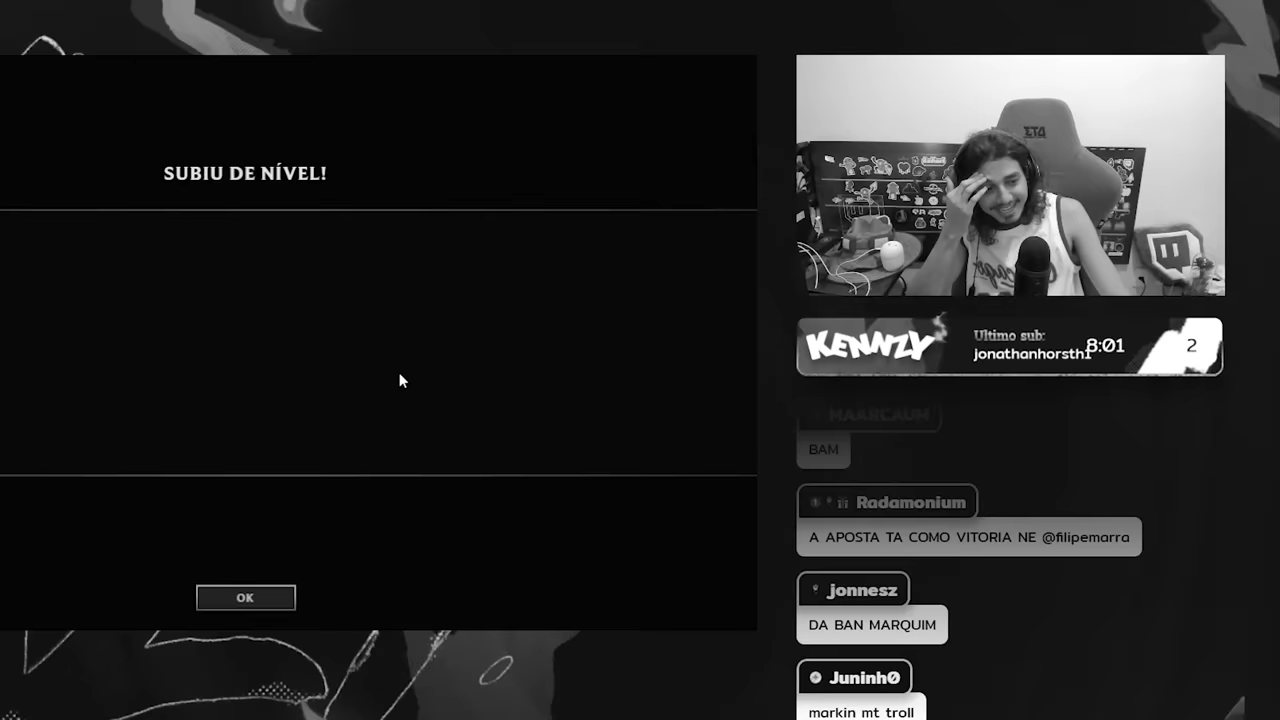 SUBIU DE NÍVEL!
OK
KENNZY
Ultimo sub:
jonathanhorsth1
8:01
2
MAARCAUM
BAM
Radamonium
A APOSTA TA COMO VITORIA NE @filipemarra
jonnesz
DA BAN MARQUIM
Juninh0
markin mt troll